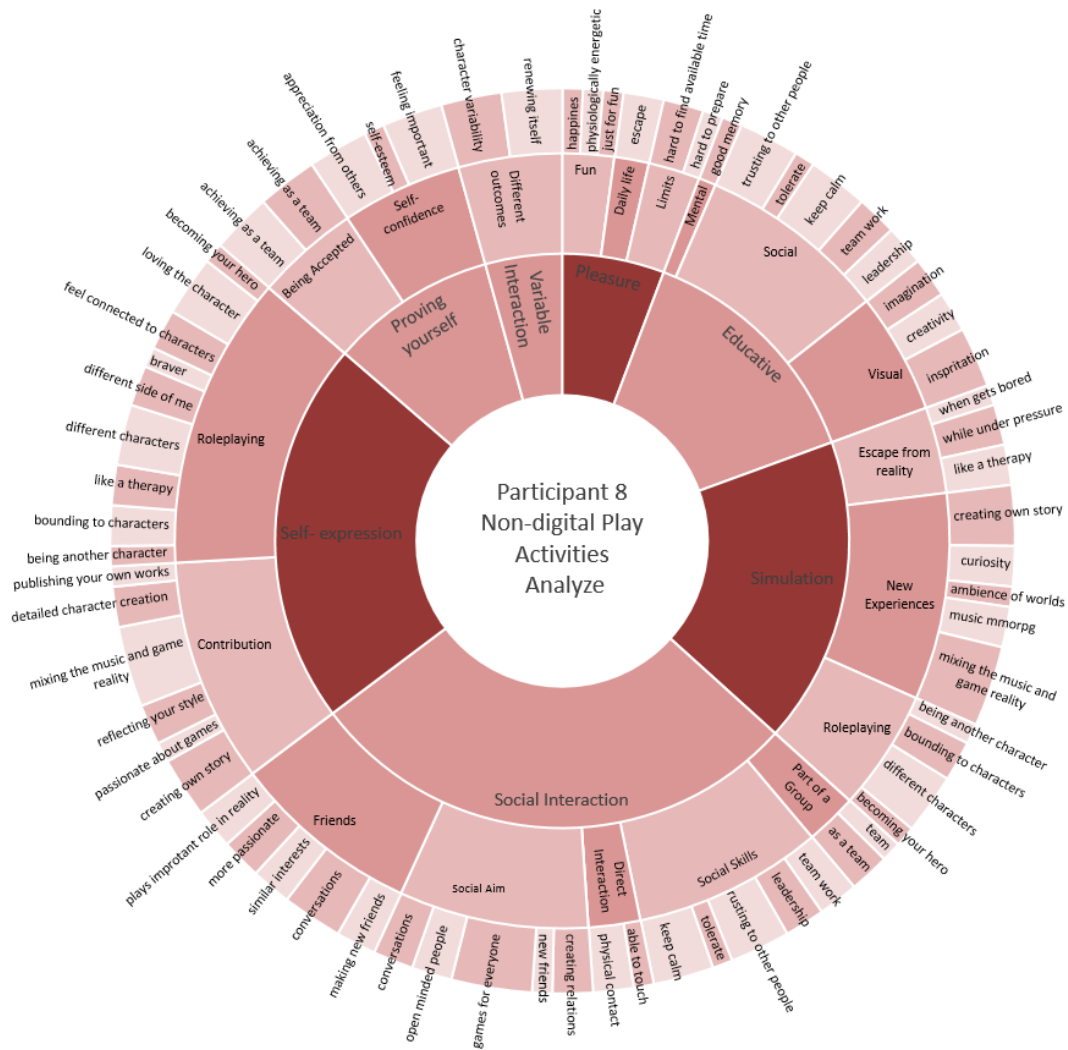 Participant 8
Non-digital Play
Activities
Analyze
Pleasure
Fun
happines
physiologically energetic
just for fun
Daily life
escape
Limits
hard to find available time
hard to prepare
Educative
Mental
good memory
Social
trusting to other people
tolerate
keep calm
team work
leadership
Visual
imagination
creativity
inspritation
Simulation
Escape from
reality
when gets bored
while under pressure
like a therapy
New
Experiences
creating own story
curiosity
ambience of worlds
music mmorpg
mixing the music and
game reality
Roleplaying
being another character
bounding to characters
different characters
becoming your hero
Social Interaction
Part of a
Group
team
as a team
Social Skills
team work
leadership
rusting to other people
tolerate
keep calm
Direct
Interaction
able to touch
physical contact
Social Aim
creating relations
new friends
games for everyone
open minded people
conversations
Friends
making new friends
conversations
similar interests
more passionate
plays improtant role in reality
Self- expression
Contribution
creating own story
passionate about games
reflecting your style
mixing the music and game
reality
detailed character creation
publishing your own works
Roleplaying
being another character
bounding to characters
like a therapy
different characters
different side of me
braver
feel connected to characters
loving the character
becoming your hero
Proving
yourself
Being Accepted
achieving as a team
achieving as a team
Self-
confidence
appreciation from
others
self-esteem
feeling important
Variable
Interaction
Different
outcomes
character variability
renewing itself